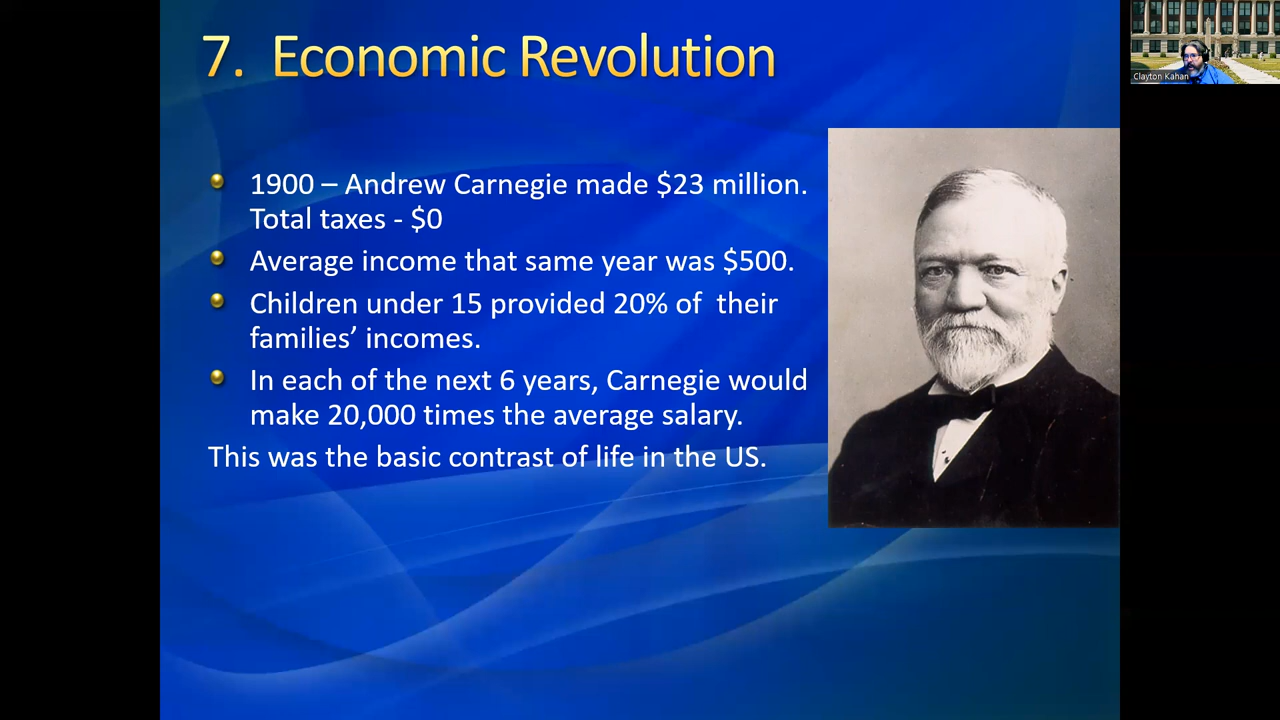 7. Economic Revolution
1900 – Andrew Carnegie made $23 million.
Total taxes - $0
Average income that same year was $500.
Children under 15 provided 20% of their
families’ incomes.
In each of the next 6 years, Carnegie would
make 20,000 times the average salary.
This was the basic contrast of life in the US.
Clayton Kahan